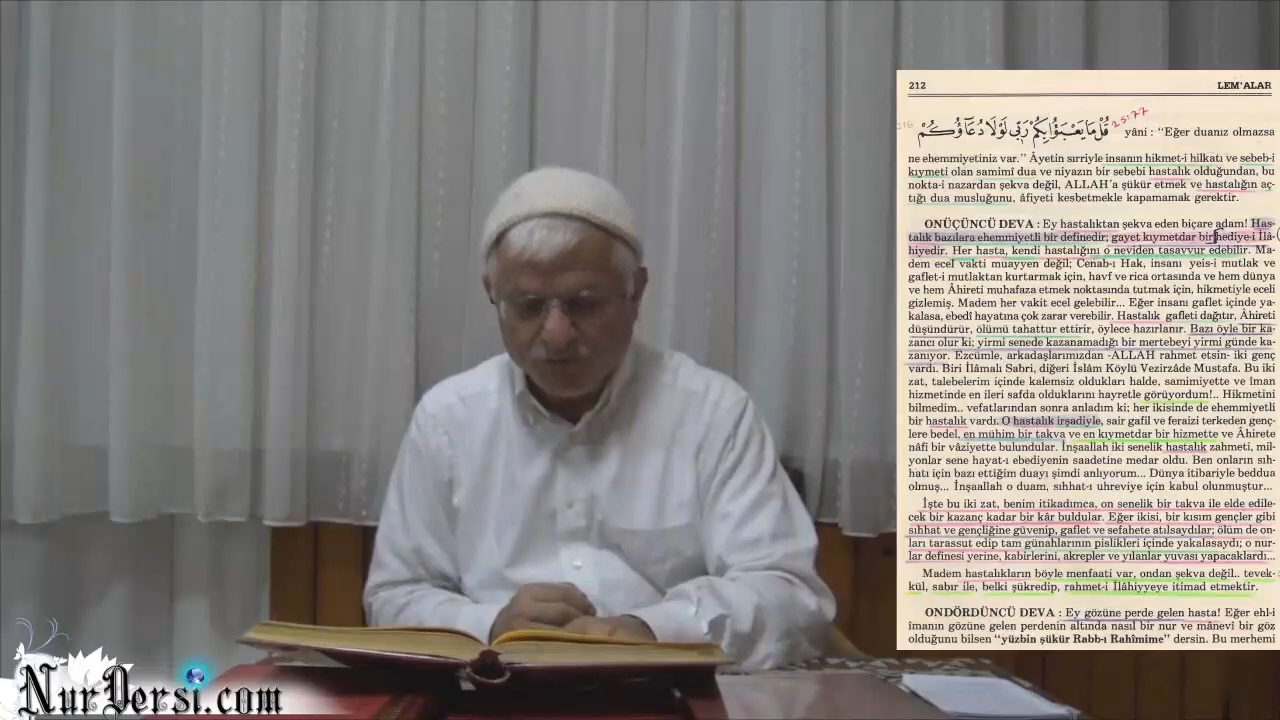 212 LEM'ALAR
316 قُلْ مَا يَعْبَؤُا بِكُمْ رَبِّى لَوْلاَ دُعَاؤُكُمْ 25:77 yâni : "Eğer duanız olmazsa
ne ehemmiyetiniz var." Âyetin sırriyle insanın hikmet-i hilkatı ve sebeb-i
kıymeti olan samimî dua ve niyazın bir sebebi hastalık olduğundan, bu
nokta-i nazardan şekva değil, ALLAH'a şükür etmek ve hastalığın aç-
tığı dua musluğunu, âfiyeti kesbetmekle kapamamak gerektir.
ONÜÇÜNCÜ DEVA : Ey hastalıktan şekva eden biçare adam! Has-
talık bazılara ehemmiyetli bir definedir; gayet kıymetdar bir hediye-i İlâ-
hiyedir. Her hasta, kendi hastalığını o neviden tasavvur edebilir. Ma-
dem ecel vakti muayyen değil; Cenab-ı Hak, insanı yeis-i mutlak ve
gaflet-i mutlaktan kurtarmak için, havf ve rica ortasında ve hem dünya
ve hem Âhireti muhafaza etmek noktasında tutmak için, hikmetiyle eceli
gizlemiş. Madem her vakit ecel gelebilir... Eğer insanı gaflet içinde ya-
kalasa, ebedî hayatına çok zarar verebilir. Hastalık gafleti dağıtır, Âhireti
düşündürür, ölümü tahattur ettirir, öylece hazırlanır. Bazı öyle bir ka-
zancı olur ki; yirmi senede kazanamadığı bir mertebeyi yirmi günde ka-
zanıyor. Ezcümle, arkadaşlarımızdan -ALLAH rahmet etsin- iki genç
vardı. Biri İlâmalı Sabri, diğeri İslâm Köylü Vezirzâde Mustafa. Bu iki
zat, talebelerim içinde kalemsiz oldukları halde, samimiyette ve îman
hizmetinde en ileri safda olduklarını hayretle görüyordum!.. Hikmetini
bilmedim.. vefatlarından sonra anladım ki; her ikisinde de ehemmiyetli
bir hastalık vardı. O hastalık irşadiyle, sair gafil ve feraizi terkeden genç-
lere bedel, en mühim bir takva ve en kıymetdar bir hizmette ve Âhirete
nâfi bir vâziyette bulundular. İnşaallah iki senelik hastalık zahmeti, mil-
yonlar sene hayat-ı ebediyenin saadetine medar oldu. Ben onların sıh-
hatı için bazı ettiğim duayı şimdi anlıyorum... Dünya itibariyle beddua
olmuş... İnşaallah o duam, sıhhat-ı uhreviye için kabul olunmuştur...
İşte bu iki zat, benim itikadımca, on senelik bir takva ile elde edile-
cek bir kazanç kadar bir kâr buldular. Eğer ikisi, bir kısım gençler gibi
sıhhat ve gençliğine güvenip, gaflet ve sefahete atılsaydılar; ölüm de on-
ları tarassut edip tam günahlarının pislikleri içinde yakalasaydı; o nur-
lar definesi yerine, kabirlerini, akrepler ve yılanlar yuvası yapacaklardı...
Madem hastalıkların böyle menfaati var, ondan şekva değil.. tevek-
kül, sabır ile, belki şükredip, rahmet-i İlâhiyyeye itimad etmektir.
ONDÖRDÜNCÜ DEVA : Ey gözüne perde gelen hasta! Eğer ehl-i
îmanın gözüne gelen perdenin altında nasıl bir nur ve mânevî bir göz
olduğunu bilsen "yüzbin şükür Rabb-ı Rahîmime" dersin. Bu merhemi
NurDersi.com